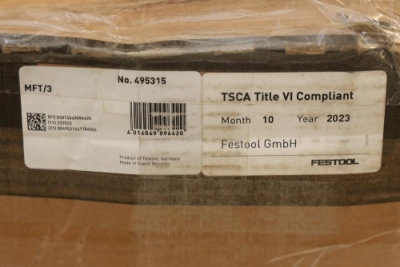 MFT/3
No. 495315
4 014549 096420
Product of Festool, Germany
Made in Czech Republic
TSCA Title VI Compliant
Month 10 Year 2023
Festool GmbH
FESTOOL